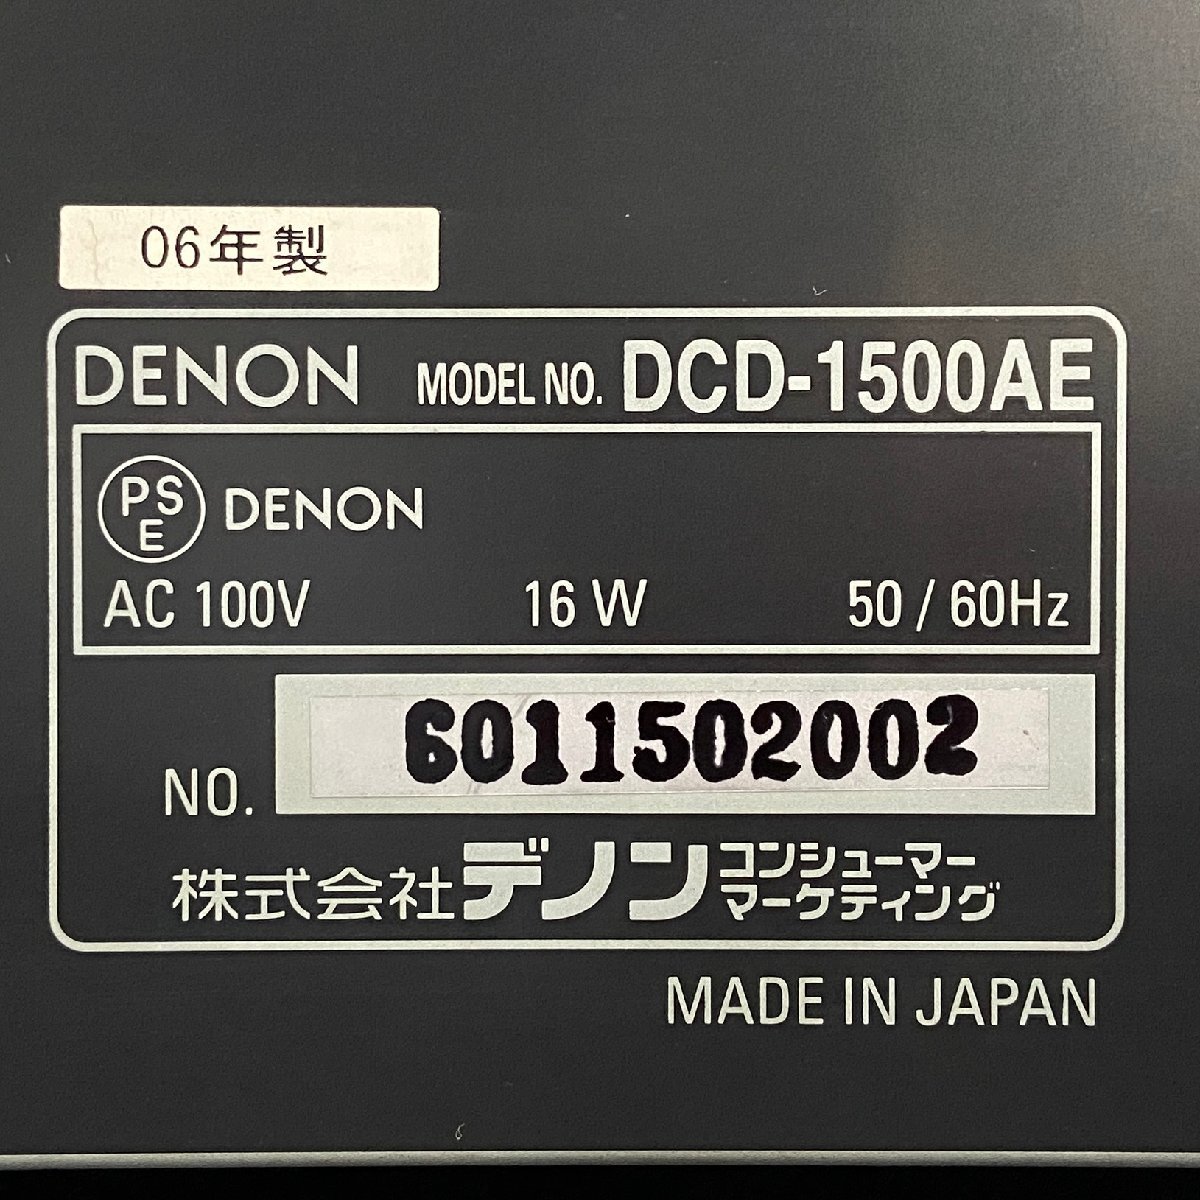 06年製
DENON MODEL NO. DCD-1500AE
PSE DENON
AC 100V 16 W 50 / 60Hz
NO. 6011502002
株式会社デノンコンシューマーマーケティング
MADE IN JAPAN